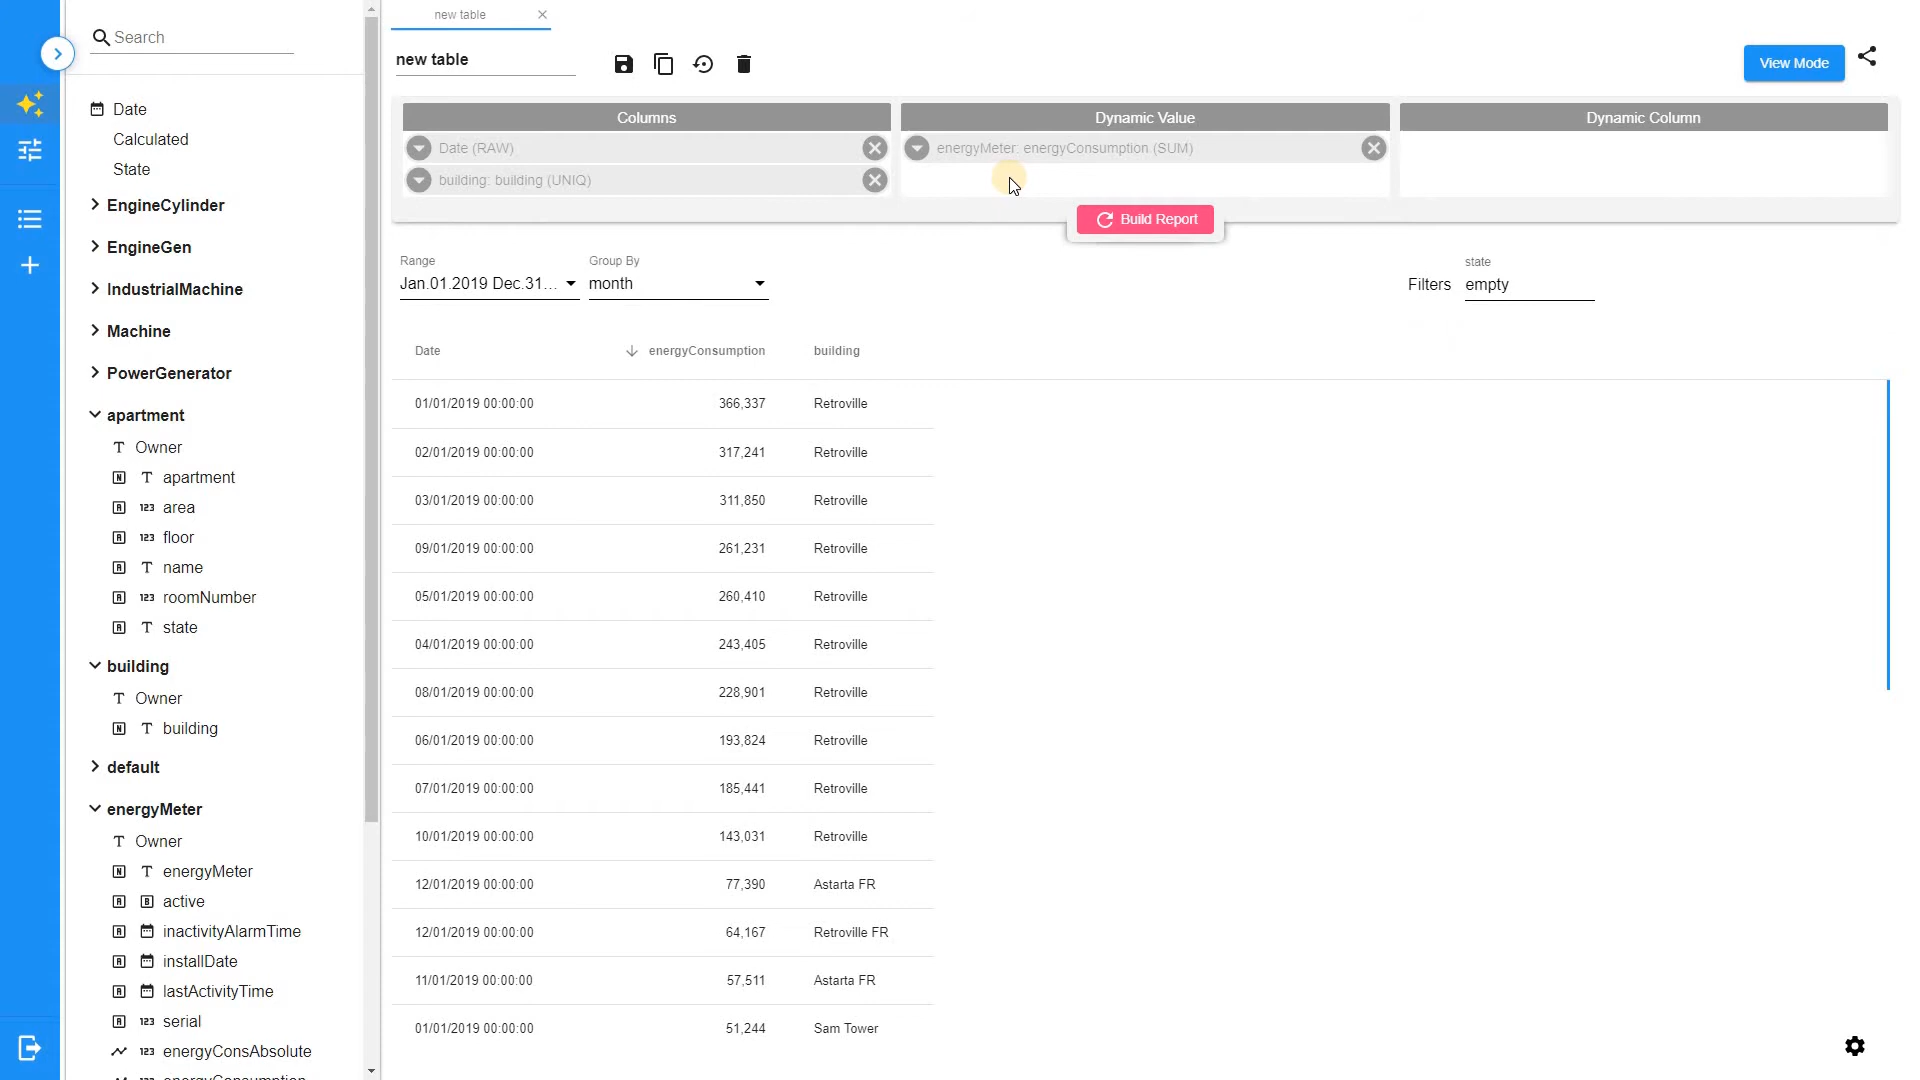 Search
Date
Calculated
State
EngineCylinder
EngineGen
IndustrialMachine
Machine
PowerGenerator
apartment
Owner
N T apartment
R 123 area
R 123 floor
R T name
R 123 roomNumber
R T state
building
T Owner
N T building
default
energyMeter
T Owner
N T energyMeter
R B active
R inactivityAlarmTime
R installDate
R lastActivityTime
R 123 serial
123 energyConsAbsolute
123 energyConsumption
new table
new table
View Mode
Columns
Date (RAW)
building: building (UNIQ)
Dynamic Value
energyMeter: energyConsumption (SUM)
Dynamic Column
Build Report
Range
Jan.01.2019 Dec.31...
Group By
month
Filters
state
empty
Date energyConsumption building
01/01/2019 00:00:00 366,337 Retroville
02/01/2019 00:00:00 317,241 Retroville
03/01/2019 00:00:00 311,850 Retroville
09/01/2019 00:00:00 261,231 Retroville
05/01/2019 00:00:00 260,410 Retroville
04/01/2019 00:00:00 243,405 Retroville
08/01/2019 00:00:00 228,901 Retroville
06/01/2019 00:00:00 193,824 Retroville
07/01/2019 00:00:00 185,441 Retroville
10/01/2019 00:00:00 143,031 Retroville
12/01/2019 00:00:00 77,390 Astarta FR
12/01/2019 00:00:00 64,167 Retroville FR
11/01/2019 00:00:00 57,511 Astarta FR
01/01/2019 00:00:00 51,244 Sam Tower